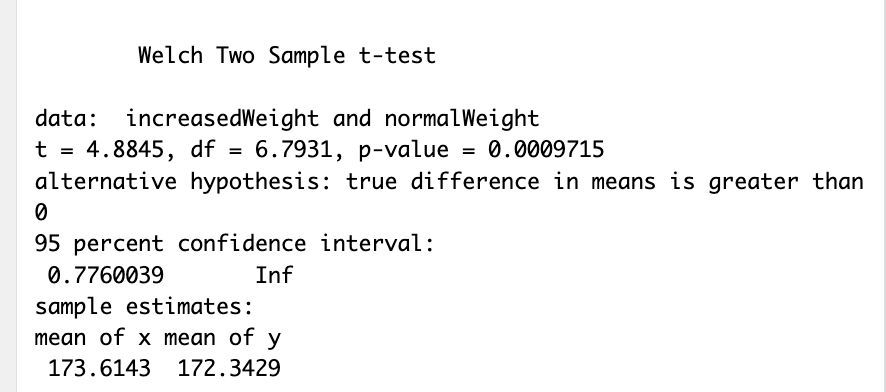 Welch Two Sample t-test
data:  increasedWeight and normalWeight
t = 4.8845, df = 6.7931, p-value = 0.0009715
alternative hypothesis: true difference in means is greater than
0
95 percent confidence interval:
 0.7760039       Inf
sample estimates:
mean of x mean of y
 173.6143  172.3429